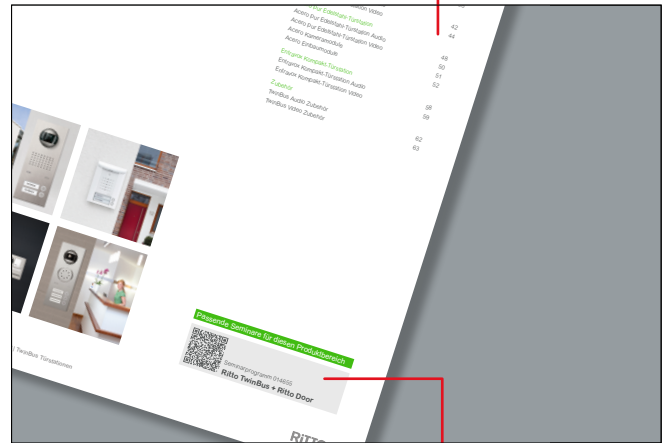 42
44
Acero Pur Edelstahl-Türstation
Acero Pur Edelstahl-Türstation Audio
Acero Pur Edelstahl-Türstation Video
Acero Kameramodule
Acero Einbaumodule
48
50
51
52
Entravox Kompakt-Türstation
Entravox Kompakt-Türstation Audio
Entravox Kompakt-Türstation Video
58
59
Zubehör
TwinBus Audio Zubehör
TwinBus Video Zubehör
62
63
Passende Seminare für diesen Produktbereich
Seminarprogramm 014855
Ritto TwinBus + Ritto Door
| TwinBus Türstationen
RITTO